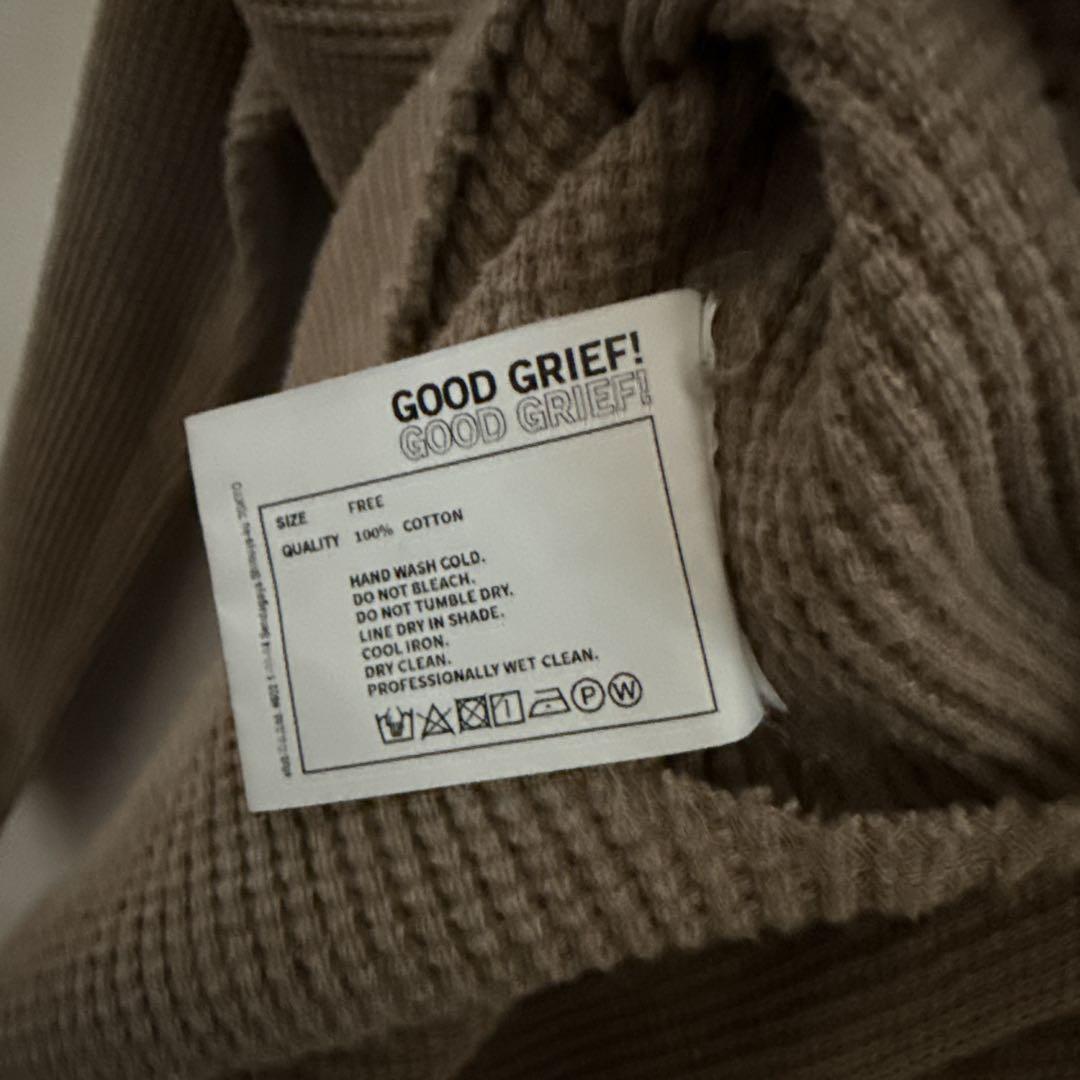 GOOD GRIEF!
GOOD GRIEF!
SIZE FREE
QUALITY 100% COTTON
HAND WASH COLD.
DO NOT BLEACH.
DO NOT TUMBLE DRY.
LINE DRY IN SHADE.
COOL IRON.
DRY CLEAN.
PROFESSIONALLY WET CLEAN.
P W
TOKYO